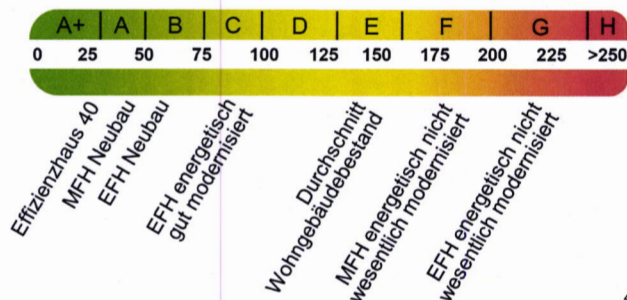 A+ A B C D E F G H
0 25 50 75 100 125 150 175 200 225 >250
Effizienzhaus 40
MFH Neubau
EFH Neubau
EFH energetisch
gut modernisiert
Durchschnitt
Wohngebäudebestand
MFH energetisch nicht
wesentlich modernisiert
EFH energetisch nicht
wesentlich modernisiert